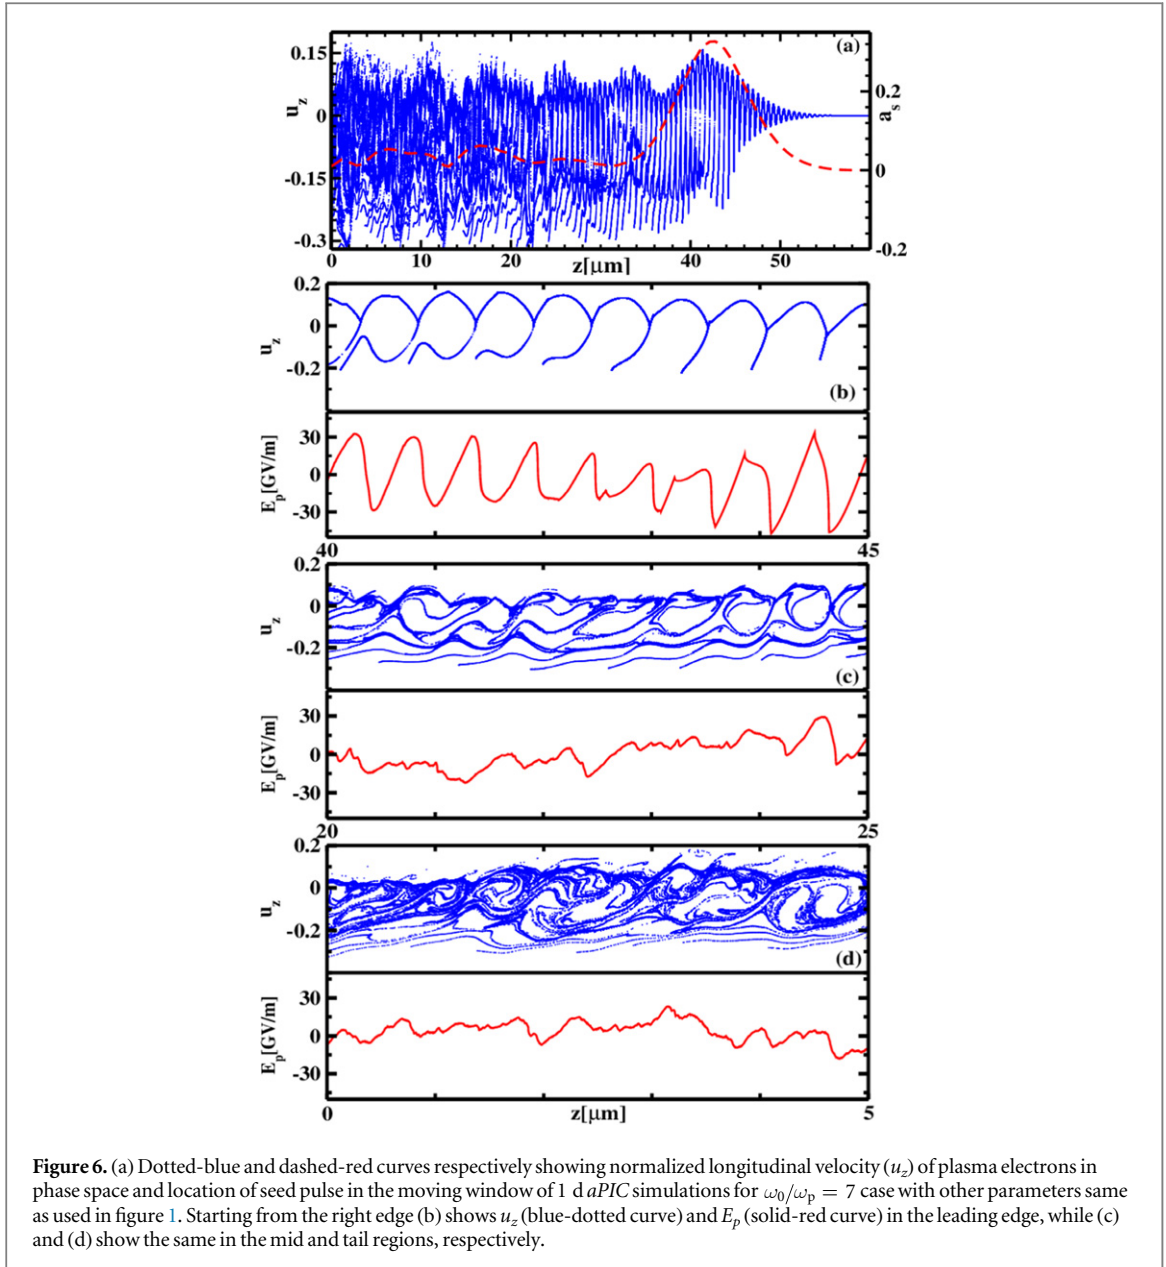 (a)
0.15
0
-0.15
-0.3
u_z
0.2
0
-0.2
a_s
0 10 20 40 50
z[μm]
0.2
0
-0.2
u_z
(b)
30
0
-30
E_p[GV/m]
40 45
0.2
0
-0.2
u_z
(c)
30
0
-30
E_p[GV/m]
20 25
0.2
0
-0.2
u_z
(d)
30
0
-30
E_p[GV/m]
0 z[μm] 5
Figure 6. (a) Dotted-blue and dashed-red curves respectively showing normalized longitudinal velocity (u_z) of plasma electrons in
phase space and location of seed pulse in the moving window of 1 d aPIC simulations for ω₀/ω_p = 7 case with other parameters same
as used in figure 1. Starting from the right edge (b) shows u_z (blue-dotted curve) and E_p (solid-red curve) in the leading edge, while (c)
and (d) show the same in the mid and tail regions, respectively.